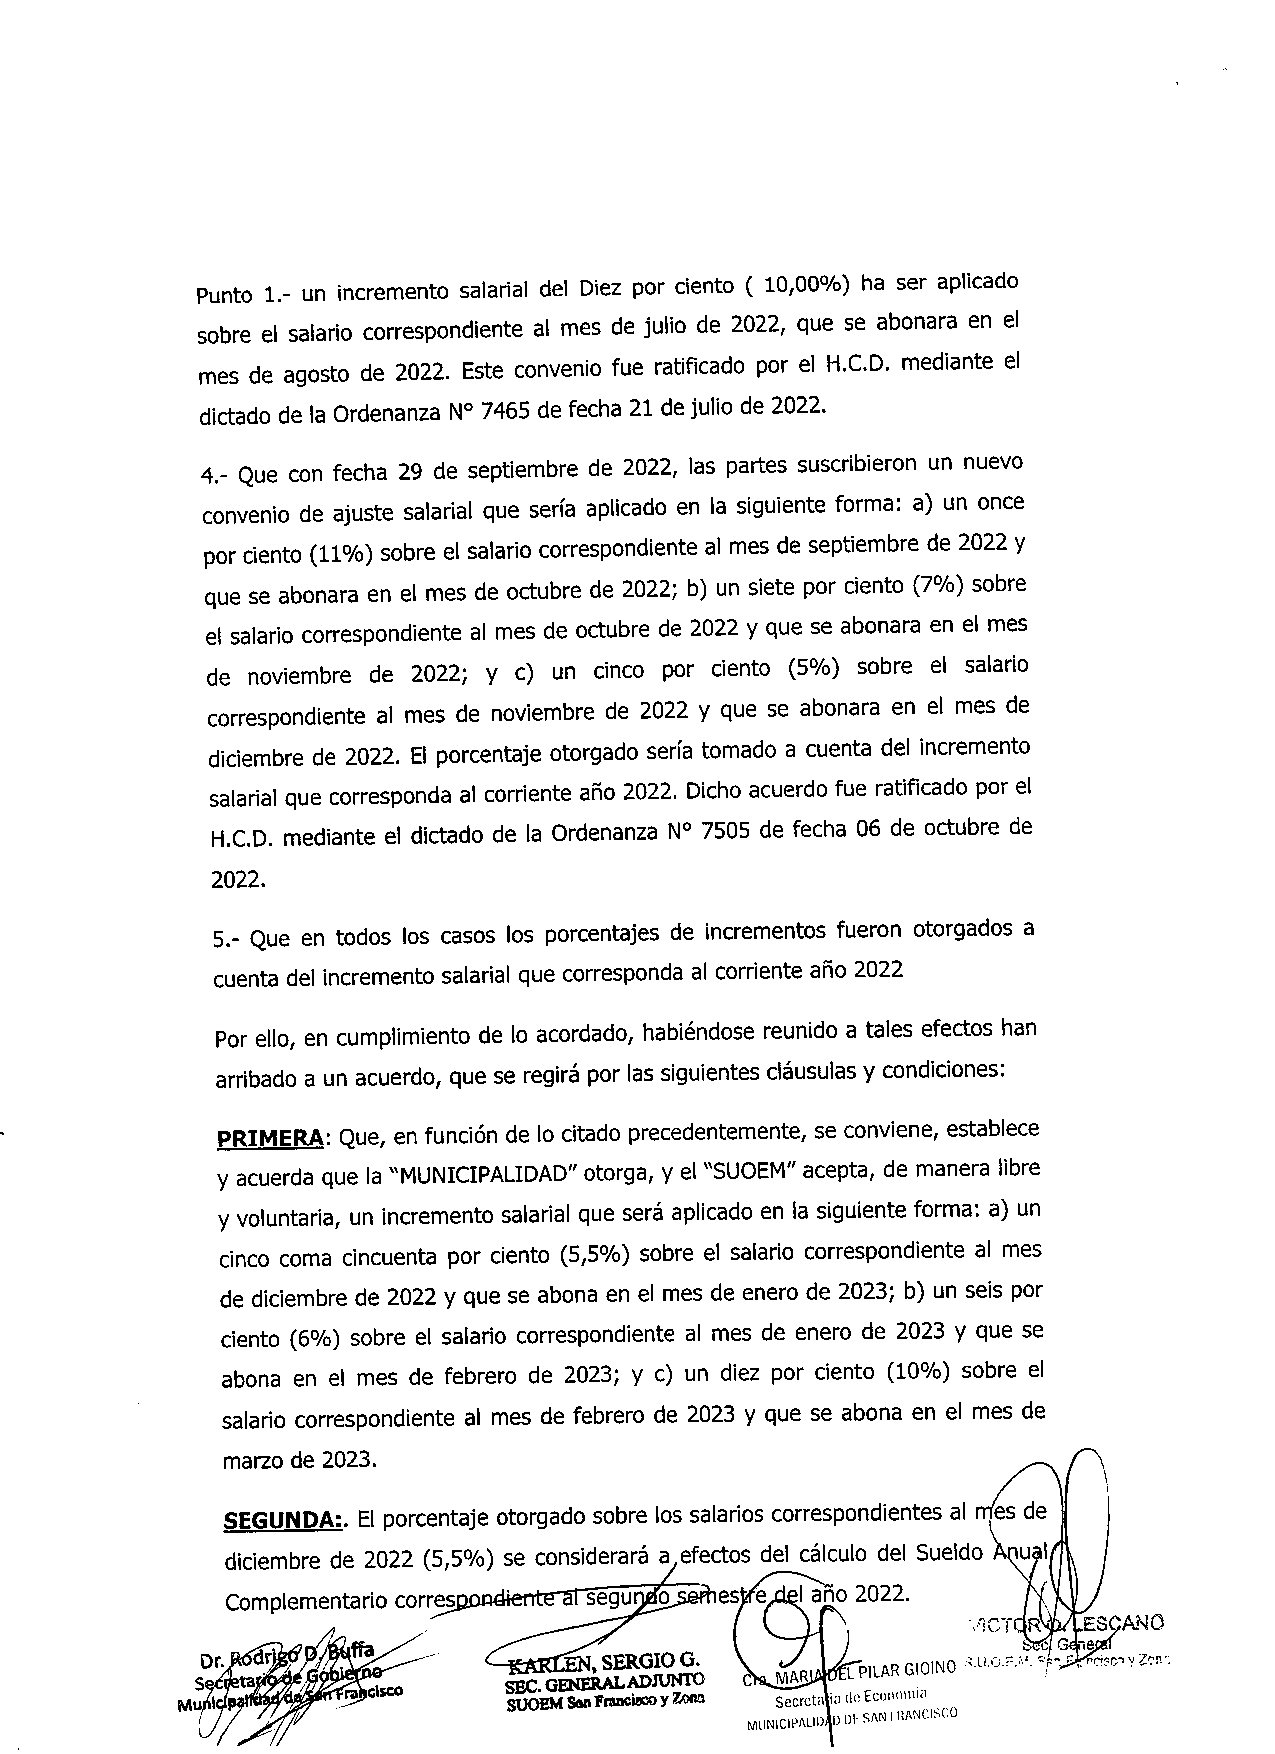 Punto 1.- un incremento salarial del Diez por ciento ( 10,00%) ha ser aplicado
sobre el salario correspondiente al mes de julio de 2022, que se abonara en el
mes de agosto de 2022. Este convenio fue ratificado por el H.C.D. mediante el
dictado de la Ordenanza Nº 7465 de fecha 21 de julio de 2022.
4.- Que con fecha 29 de septiembre de 2022, las partes suscribieron un nuevo
convenio de ajuste salarial que sería aplicado en la siguiente forma: a) un once
por ciento (11%) sobre el salario correspondiente al mes de septiembre de 2022 y
que se abonara en el mes de octubre de 2022; b) un siete por ciento (7%) sobre
el salario correspondiente al mes de octubre de 2022 y que se abonara en el mes
de noviembre de 2022; y c) un cinco por ciento (5%) sobre el salario
correspondiente al mes de noviembre de 2022 y que se abonara en el mes de
diciembre de 2022. El porcentaje otorgado sería tomado a cuenta del incremento
salarial que corresponda al corriente año 2022. Dicho acuerdo fue ratificado por el
H.C.D. mediante el dictado de la Ordenanza Nº 7505 de fecha 06 de octubre de
2022.
5.- Que en todos los casos los porcentajes de incrementos fueron otorgados a
cuenta del incremento salarial que corresponda al corriente año 2022
Por ello, en cumplimiento de lo acordado, habiéndose reunido a tales efectos han
arribado a un acuerdo, que se regirá por las siguientes cláusulas y condiciones:
PRIMERA: Que, en función de lo citado precedentemente, se conviene, establece
y acuerda que la "MUNICIPALIDAD" otorga, y el "SUOEM" acepta, de manera libre
y voluntaria, un incremento salarial que será aplicado en la siguiente forma: a) un
cinco coma cincuenta por ciento (5,5%) sobre el salario correspondiente al mes
de diciembre de 2022 y que se abona en el mes de enero de 2023; b) un seis por
ciento (6%) sobre el salario correspondiente al mes de enero de 2023 y que se
abona en el mes de febrero de 2023; y c) un diez por ciento (10%) sobre el
salario correspondiente al mes de febrero de 2023 y que se abona en el mes de
marzo de 2023.
SEGUNDA:. El porcentaje otorgado sobre los salarios correspondientes al mes de
diciembre de 2022 (5,5%) se considerará a efectos del cálculo del Sueldo Anual
Complementario correspondiente al segundo semestre del año 2022.
Dr. Rodrigo D. Buffa
Secretario de Gobierno
Municipalidad de San Francisco
KARLEN, SERGIO G.
SEC. GENERAL ADJUNTO
SUOEM San Francisco y Zona
Cra. MARIA DEL PILAR GIOINO
Secretaria de Economia
MUNICIPALIDAD DE SAN FRANCISCO
VICTOR LESCANO
Sec. General
S.U.O.E.M. San Francisco y Zona